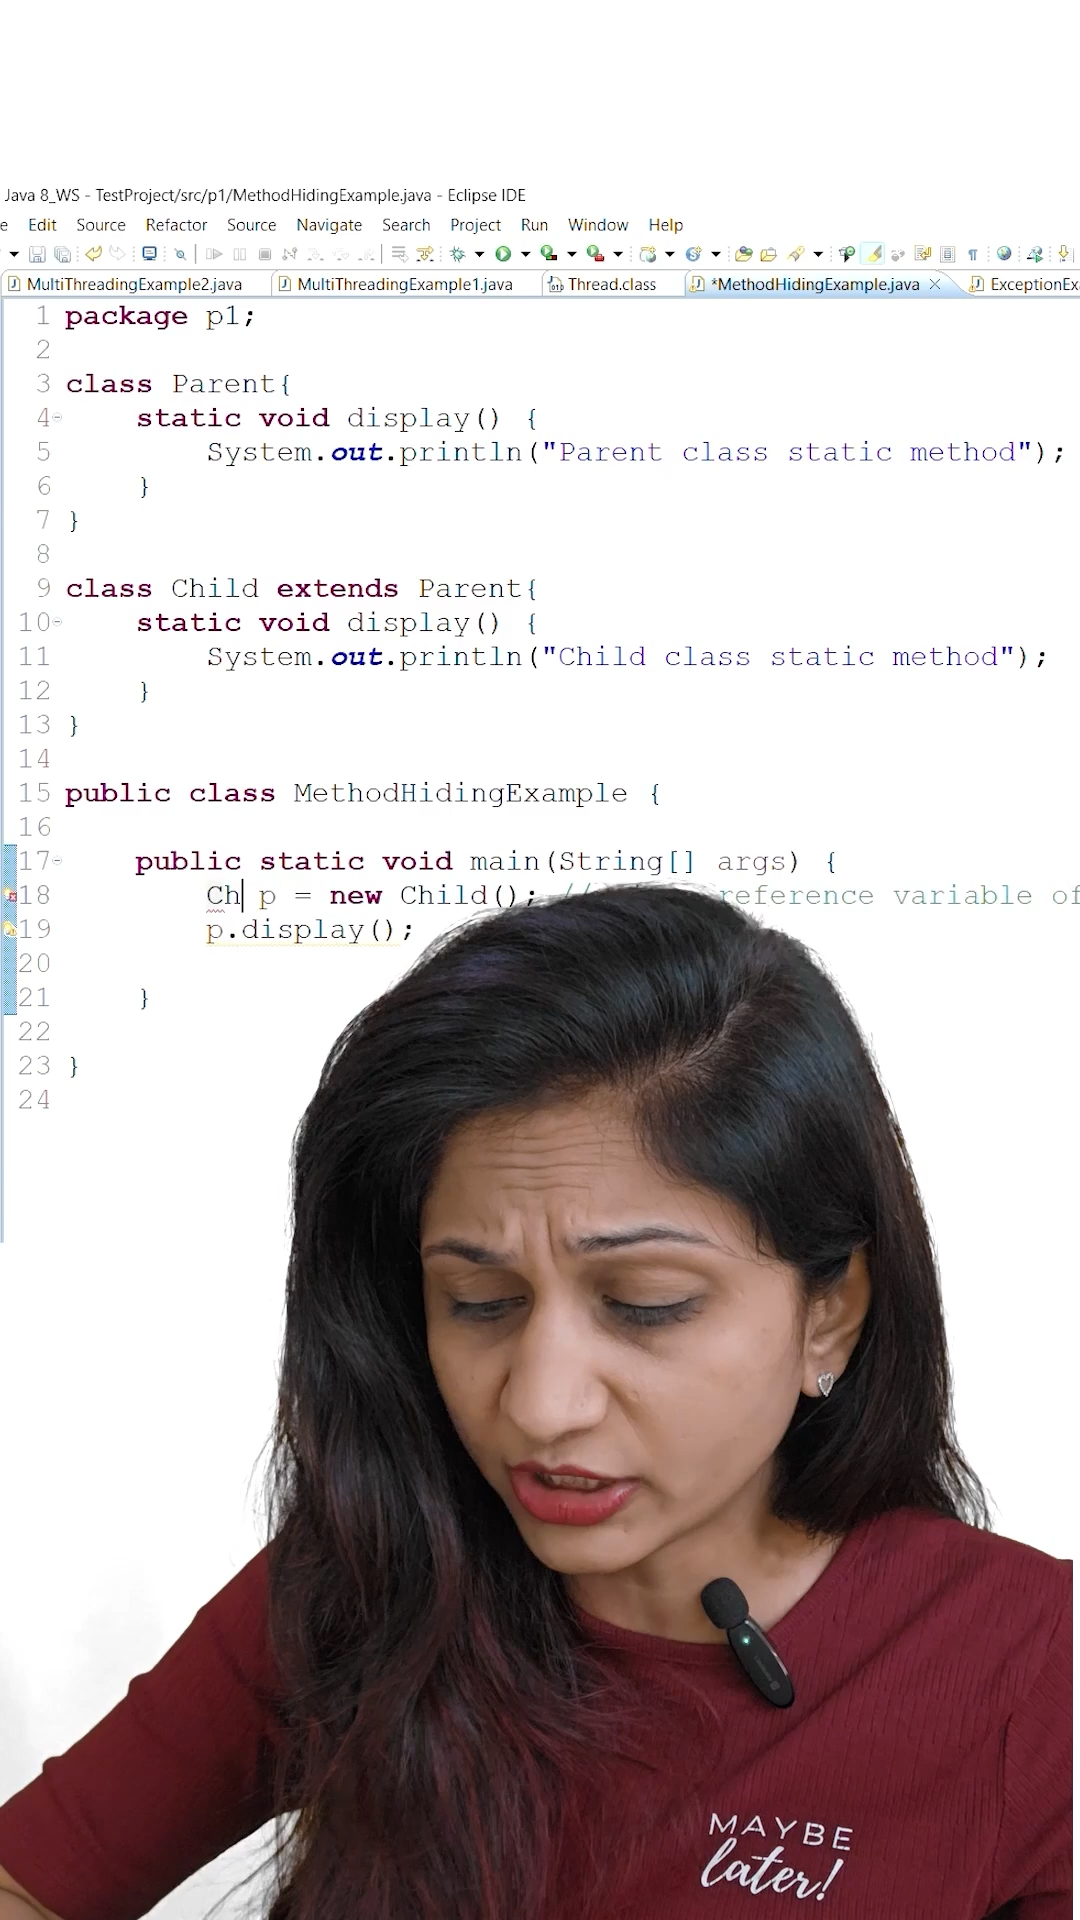 Java 8_WS - TestProject/src/p1/MethodHidingExample.java - Eclipse IDE
e Edit Source Refactor Source Navigate Search Project Run Window Help
MultiThreadingExample2.java MultiThreadingExample1.java Thread.class *MethodHidingExample.java ExceptionEx
1 package p1;
2
3 class Parent{
4 static void display() {
5 System.out.println("Parent class static method");
6 }
7 }
8
9 class Child extends Parent{
10 static void display() {
11 System.out.println("Child class static method");
12 }
13 }
14
15 public class MethodHidingExample {
16
17 public static void main(String[] args) {
18 Ch p = new Child(); // reference variable of
19 p.display();
20
21 }
22
23 }
24
MAYBE
later!